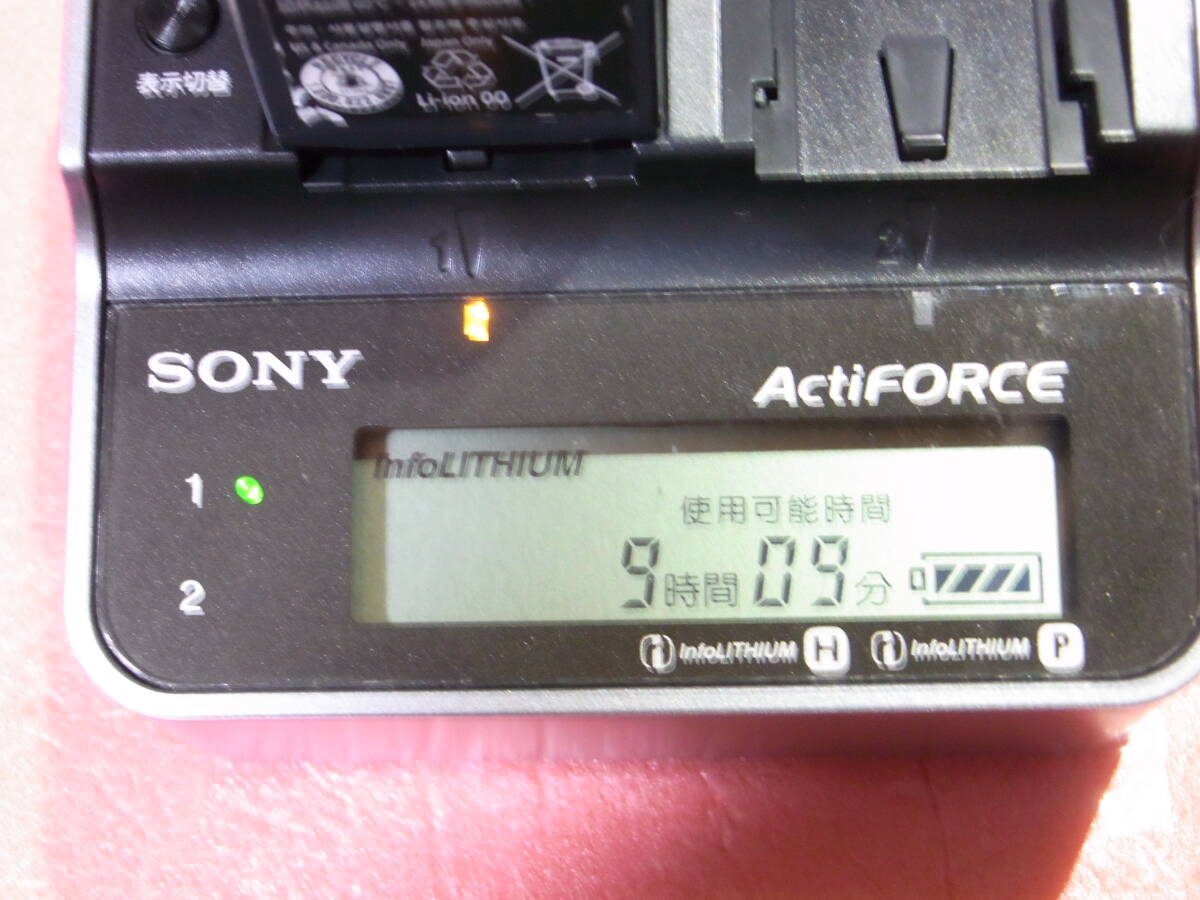 Li-ion 00
表示切替
1
2
SONY
ActiFORCE
1
InfoLITHIUM
使用可能時間
9時間09分
2
InfoLITHIUM H InfoLITHIUM P